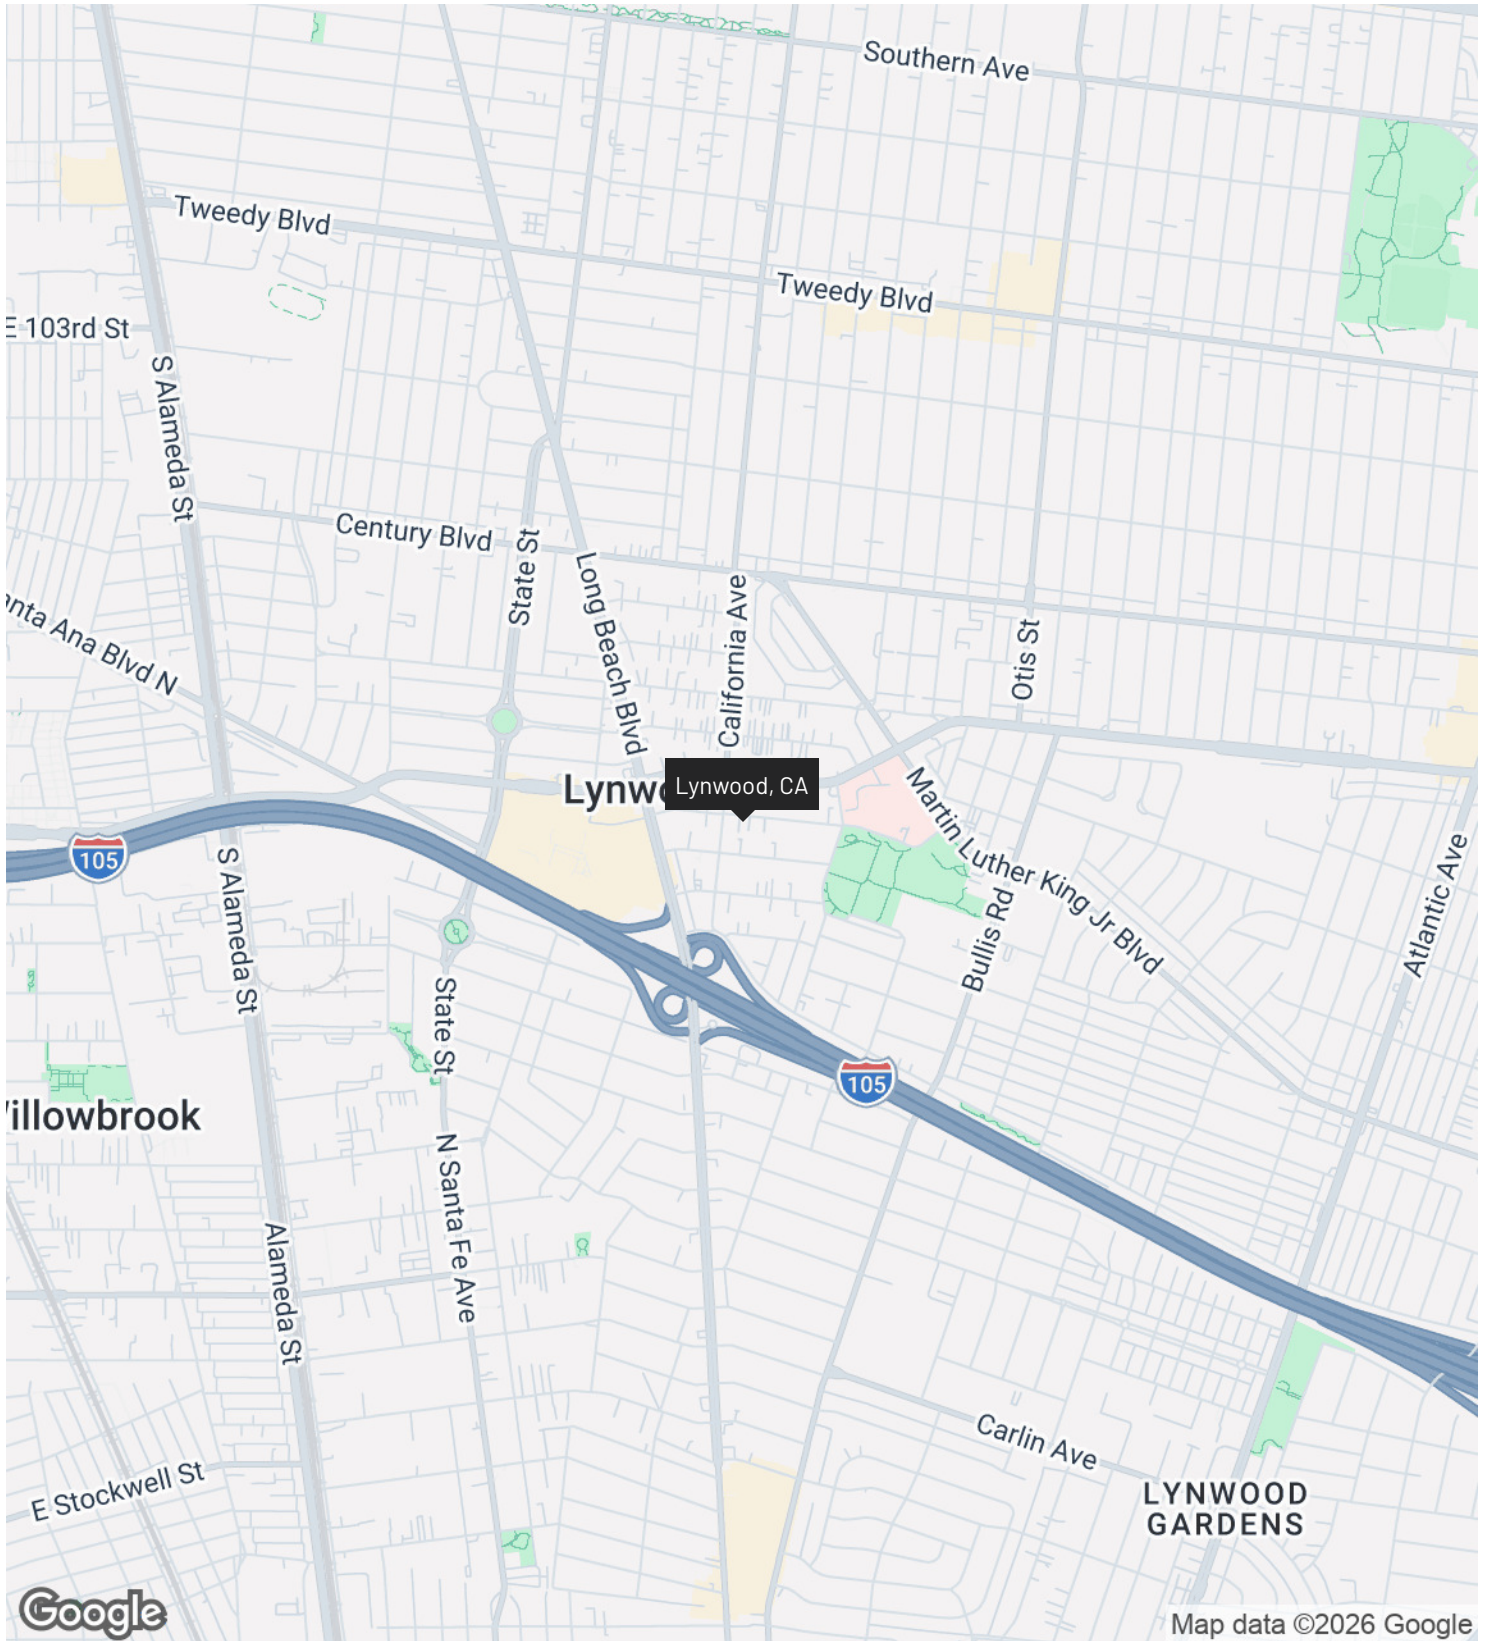 Southern Ave
Tweedy Blvd
Tweedy Blvd
E 103rd St
S Alameda St
Century Blvd
State St
Long Beach Blvd
California Ave
Otis St
anta Ana Blvd N
Lynwo
Lynwood, CA
Martin Luther King Jr Blvd
105
S Alameda St
Bullis Rd
Atlantic Ave
State St
105
illowbrook
N Santa Fe Ave
Alameda St
Carlin Ave
E Stockwell St
LYNWOOD
GARDENS
Google
Map data ©2026 Google